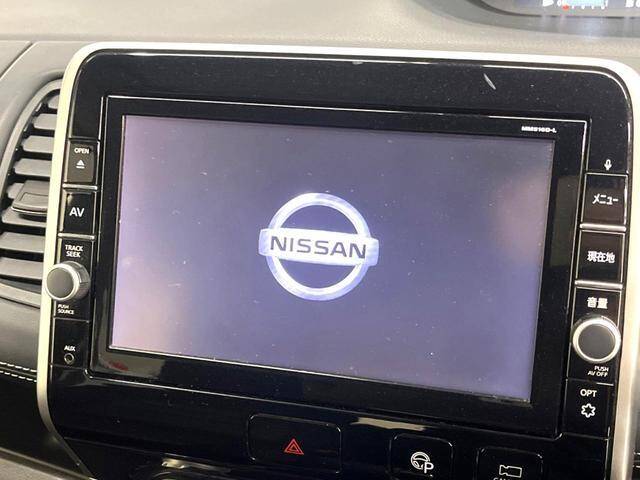 MM516D-L
OPEN
AV
TRACK
SEEK
PUSH
SOURCE
AUX
NISSAN
メニュー
現在地
音量
PUSH
AV OFF
OPT
P